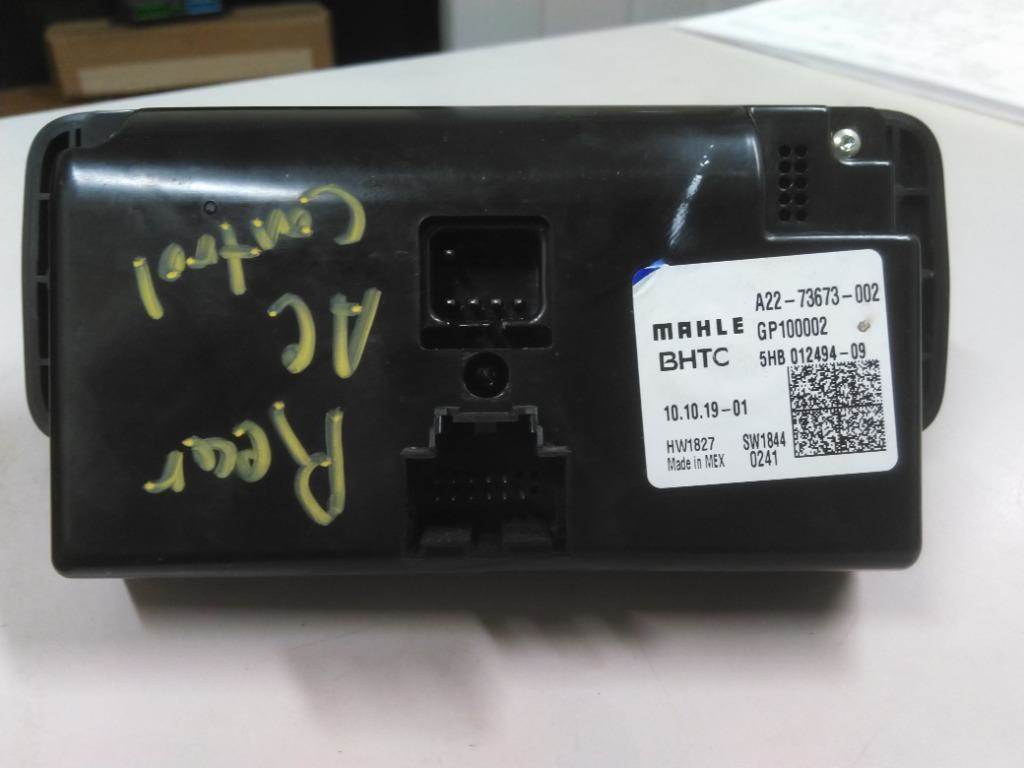 Rear
AC
Control
A22-73673-002
MAHLE GP100002
BHTC 5HB 012494-09
10.10.19-01
HW1827 SW1844
Made in MEX 0241